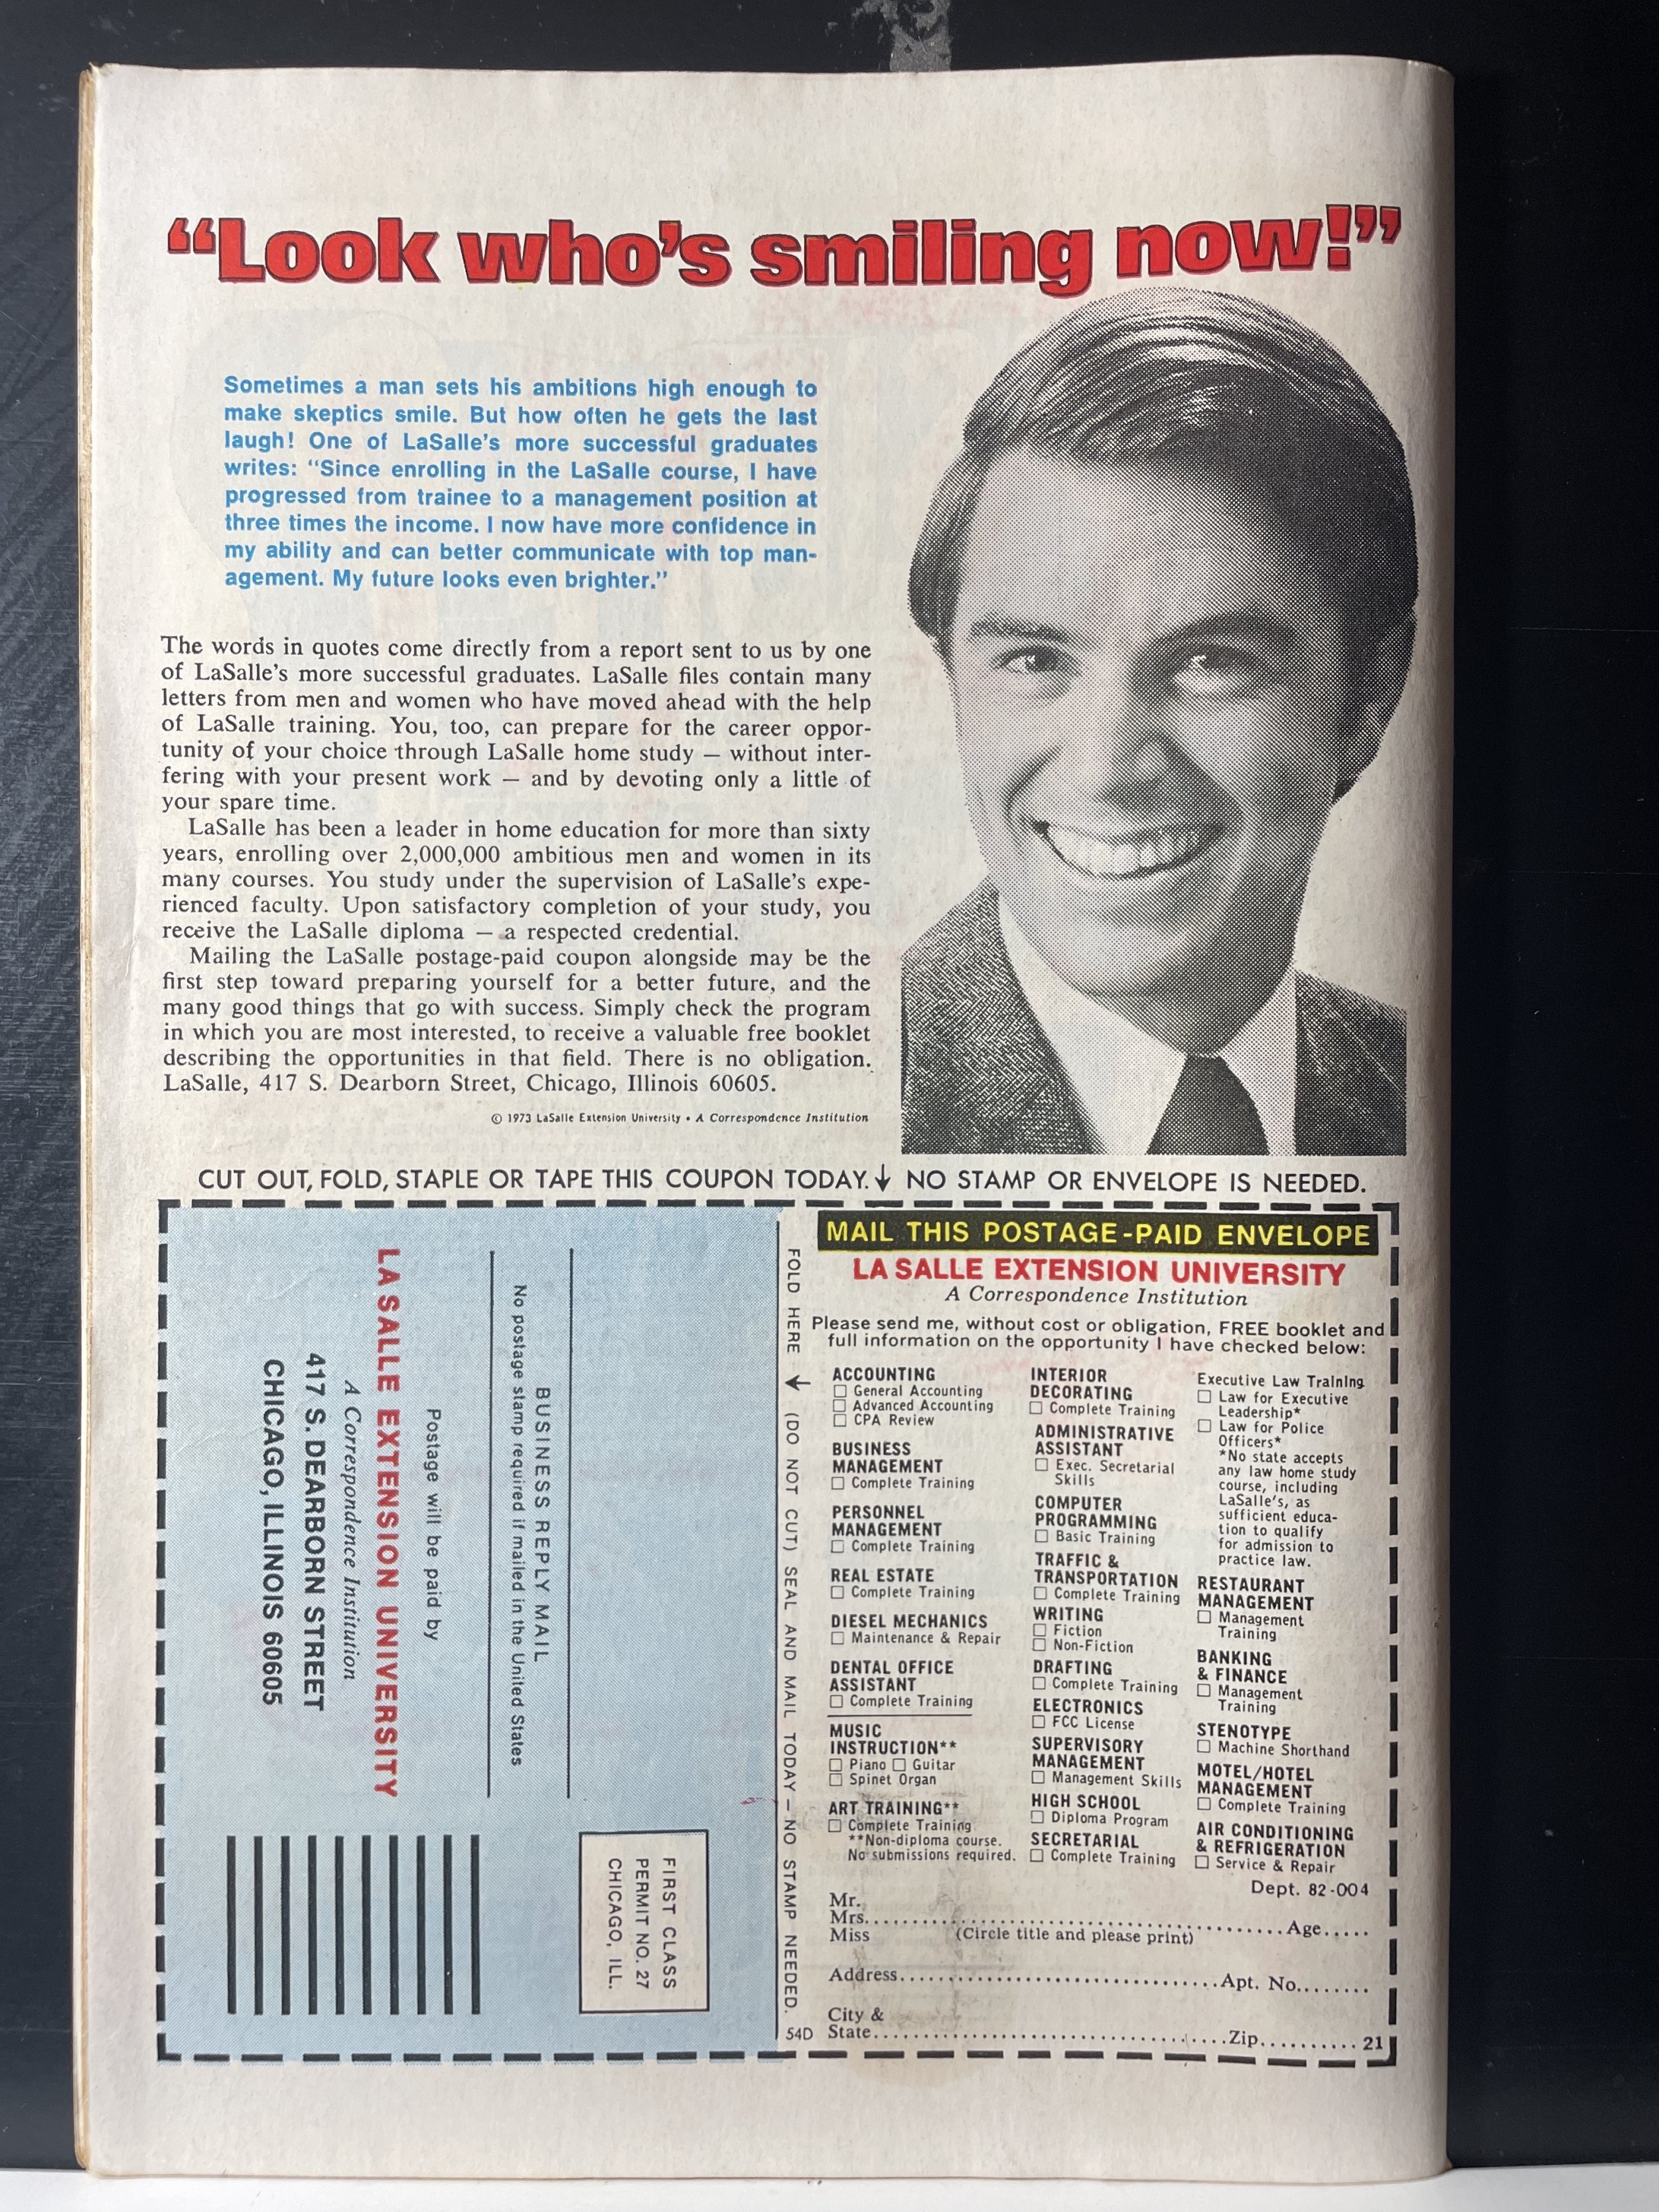 “Look who’s smiling now!”
Sometimes a man sets his ambitions high enough to
make skeptics smile. But how often he gets the last
laugh! One of LaSalle’s more successful graduates
writes: “Since enrolling in the LaSalle course, I have
progressed from trainee to a management position at
three times the income. I now have more confidence in
my ability and can better communicate with top man-
agement. My future looks even brighter.”
The words in quotes come directly from a report sent to us by one
of LaSalle’s more successful graduates. LaSalle files contain many
letters from men and women who have moved ahead with the help
of LaSalle training. You, too, can prepare for the career oppor-
tunity of your choice through LaSalle home study — without inter-
fering with your present work — and by devoting only a little of
your spare time.
LaSalle has been a leader in home education for more than sixty
years, enrolling over 2,000,000 ambitious men and women in its
many courses. You study under the supervision of LaSalle’s expe-
rienced faculty. Upon satisfactory completion of your study, you
receive the LaSalle diploma — a respected credential.
Mailing the LaSalle postage-paid coupon alongside may be the
first step toward preparing yourself for a better future, and the
many good things that go with success. Simply check the program
in which you are most interested, to receive a valuable free booklet
describing the opportunities in that field. There is no obligation.
LaSalle, 417 S. Dearborn Street, Chicago, Illinois 60605.
© 1973 LaSalle Extension University • A Correspondence Institution
CUT OUT, FOLD, STAPLE OR TAPE THIS COUPON TODAY.↓ NO STAMP OR ENVELOPE IS NEEDED.
FIRST CLASS
PERMIT NO. 27
CHICAGO, ILL.
BUSINESS REPLY MAIL
No postage stamp required if mailed in the United States
Postage will be paid by
LA SALLE EXTENSION UNIVERSITY
A Correspondence Institution
417 S. DEARBORN STREET
CHICAGO, ILLINOIS 60605
FOLD HERE ↓ (DO NOT CUT) SEAL AND MAIL TODAY — NO STAMP NEEDED.
54D
MAIL THIS POSTAGE-PAID ENVELOPE
LA SALLE EXTENSION UNIVERSITY
A Correspondence Institution
Please send me, without cost or obligation, FREE booklet and
full information on the opportunity I have checked below:
ACCOUNTING
☐ General Accounting
☐ Advanced Accounting
☐ CPA Review
BUSINESS
MANAGEMENT
☐ Complete Training
PERSONNEL
MANAGEMENT
☐ Complete Training
REAL ESTATE
☐ Complete Training
DIESEL MECHANICS
☐ Maintenance & Repair
DENTAL OFFICE
ASSISTANT
☐ Complete Training
MUSIC
INSTRUCTION**
☐ Piano ☐ Guitar
☐ Spinet Organ
ART TRAINING**
☐ Complete Training
**Non-diploma course.
No submissions required.
INTERIOR
DECORATING
☐ Complete Training
ADMINISTRATIVE
ASSISTANT
☐ Exec. Secretarial
Skills
COMPUTER
PROGRAMMING
☐ Basic Training
TRAFFIC &
TRANSPORTATION
☐ Complete Training
WRITING
☐ Fiction
☐ Non-Fiction
DRAFTING
☐ Complete Training
ELECTRONICS
☐ FCC License
SUPERVISORY
MANAGEMENT
☐ Management Skills
HIGH SCHOOL
☐ Diploma Program
SECRETARIAL
☐ Complete Training
Executive Law Training
☐ Law for Executive
Leadership*
☐ Law for Police
Officers*
*No state accepts
any law home study
course, including
LaSalle’s, as
sufficient educa-
tion to qualify
for admission to
practice law.
RESTAURANT
MANAGEMENT
☐ Management
Training
BANKING
& FINANCE
☐ Management
Training
STENOTYPE
☐ Machine Shorthand
MOTEL/HOTEL
MANAGEMENT
☐ Complete Training
AIR CONDITIONING
& REFRIGERATION
☐ Service & Repair
Dept. 82-004
Mr.
Mrs. Age
Miss (Circle title and please print)
Address Apt. No.
City &
State Zip 21